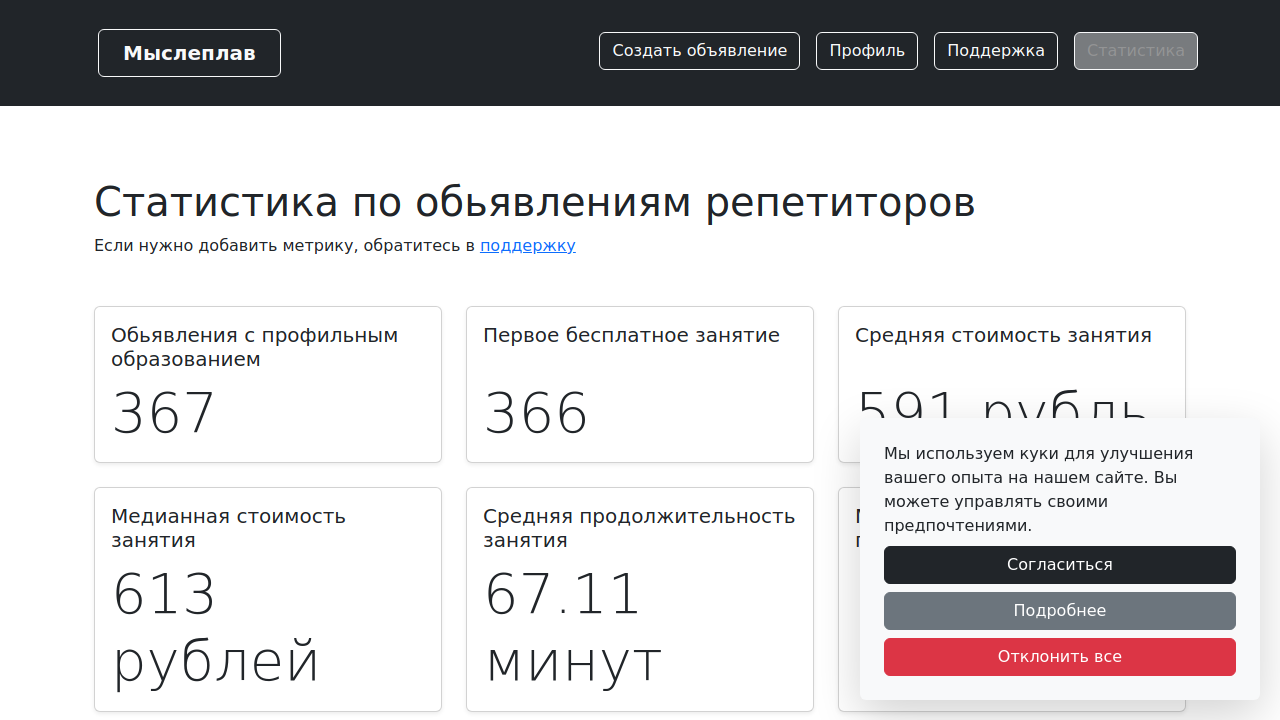 Мыслеплав
Создать объявление
Профиль
Поддержка
Статистика
Статистика по обьявлениям репетиторов
Если нужно добавить метрику, обратитесь в поддержку
Обьявления с профильным
образованием
367
Первое бесплатное занятие
366
Средняя стоимость занятия
591 рубль
Медианная стоимость
занятия
613
рублей
Средняя продолжительность
занятия
67.11
минут
Мы используем куки для улучшения
вашего опыта на нашем сайте. Вы
можете управлять своими
предпочтениями.
Согласиться
Подробнее
Отклонить все